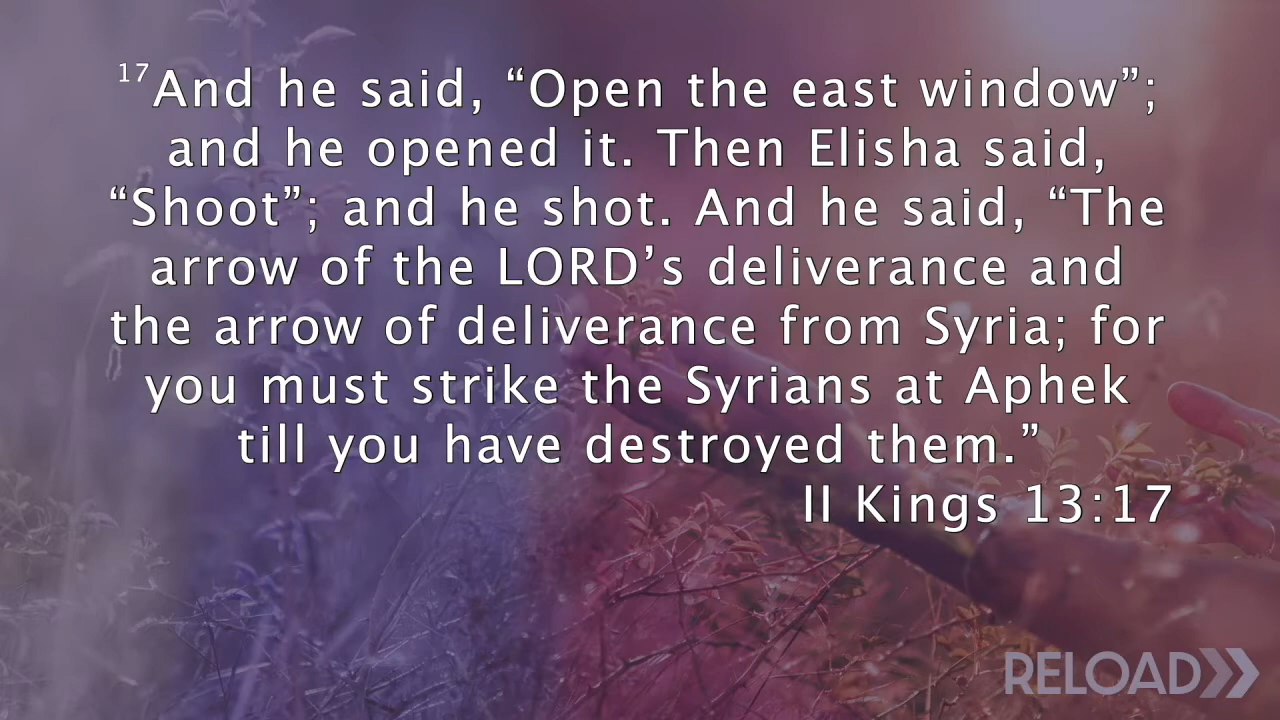 17And he said, “Open the east window”;
and he opened it. Then Elisha said,
“Shoot”; and he shot. And he said, “The
arrow of the LORD’s deliverance and
the arrow of deliverance from Syria; for
you must strike the Syrians at Aphek
till you have destroyed them.”
II Kings 13:17
RELOAD